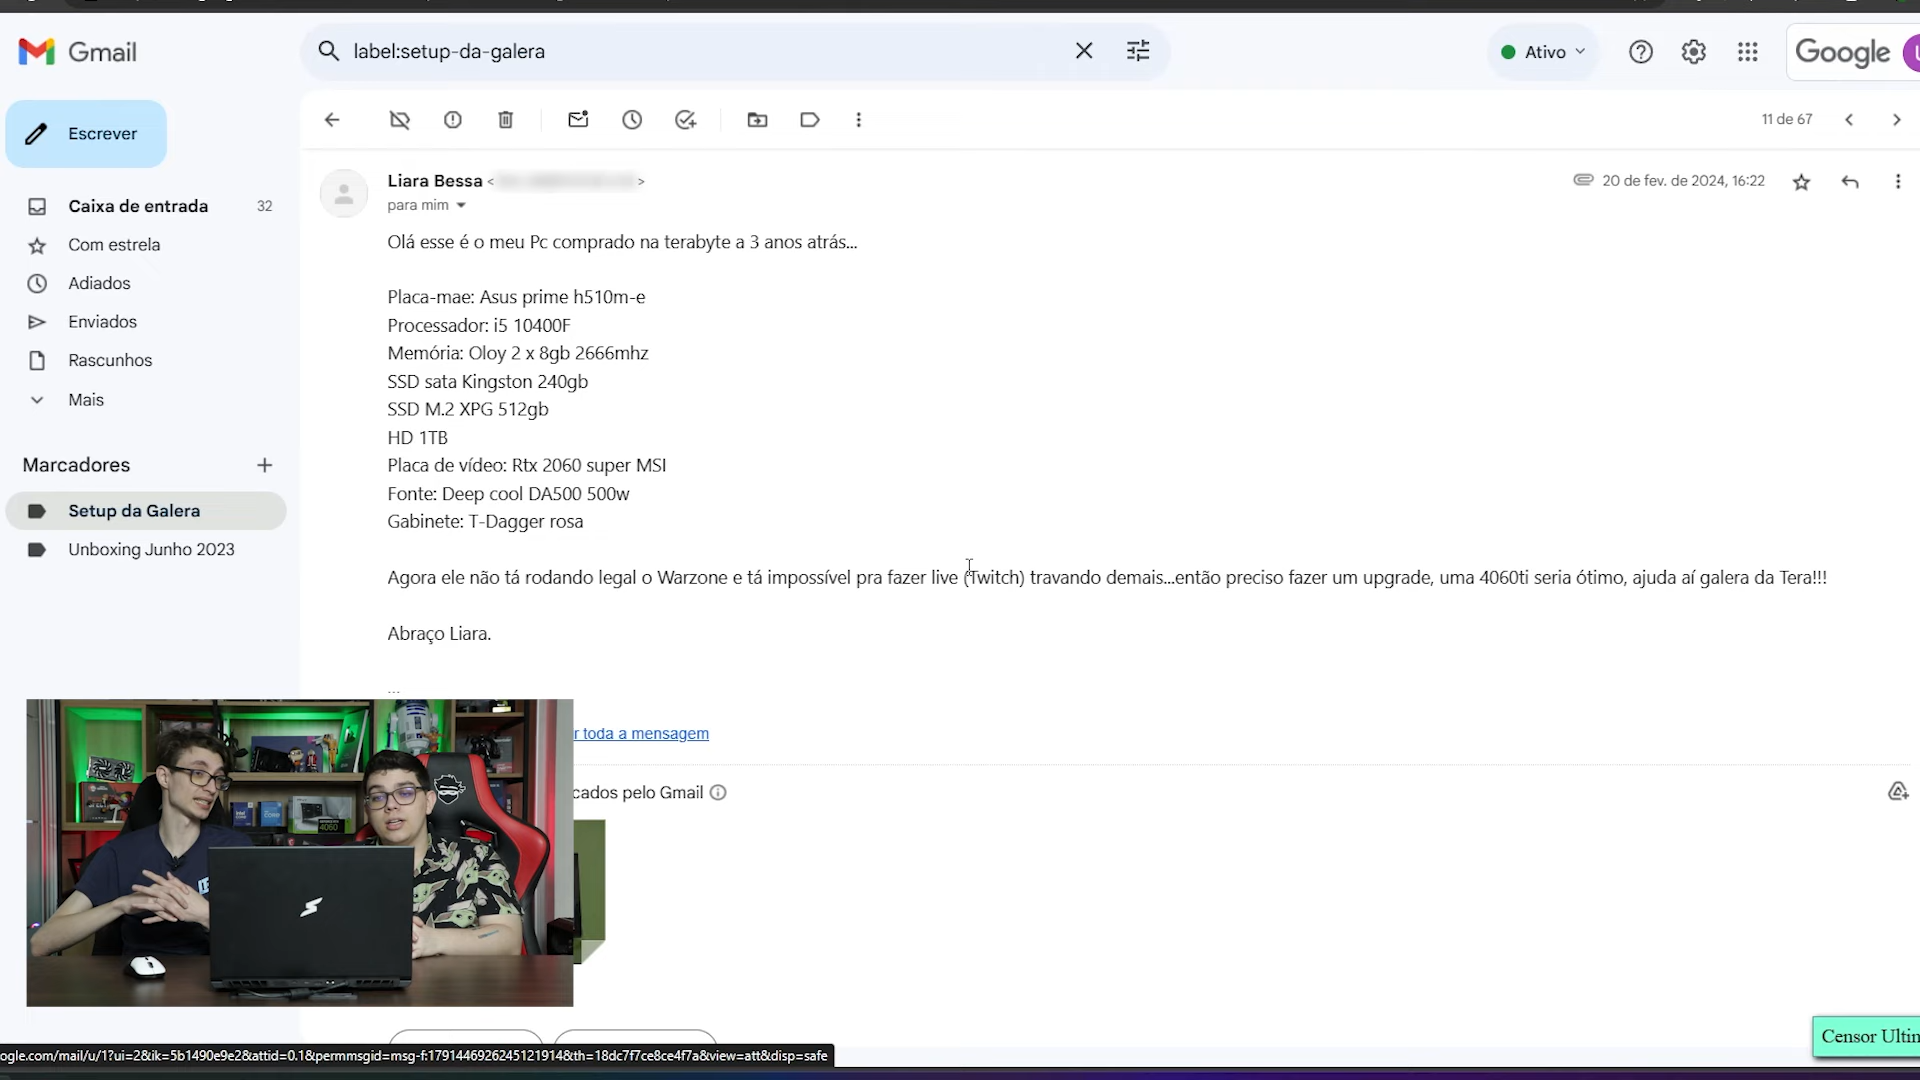 Gmail
label:setup-da-galera
Ativo
Google
Escrever
11 de 67
Caixa de entrada 32
Com estrela
Adiados
Enviados
Rascunhos
Mais
Marcadores
Setup da Galera
Unboxing Junho 2023
Liara Bessa < >
20 de fev. de 2024, 16:22
para mim
Olá esse é o meu Pc comprado na terabyte a 3 anos atrás...
Placa-mae: Asus prime h510m-e
Processador: i5 10400F
Memória: Oloy 2 x 8gb 2666mhz
SSD sata Kingston 240gb
SSD M.2 XPG 512gb
HD 1TB
Placa de vídeo: Rtx 2060 super MSI
Fonte: Deep cool DA500 500w
Gabinete: T-Dagger rosa
Agora ele não tá rodando legal o Warzone e tá impossível pra fazer live (Twitch) travando demais...então preciso fazer um upgrade, uma 4060ti seria ótimo, ajuda aí galera da Tera!!!
Abraço Liara.
...
r toda a mensagem
cados pelo Gmail
4060
Censor Ultim
ogle.com/mail/u/1?ui=2&ik=5b1490e9e2&attid=0.1&permmsgid=msg-f:1791446926245121914&th=18dc7f7ce8ce4f7a&view=att&disp=safe